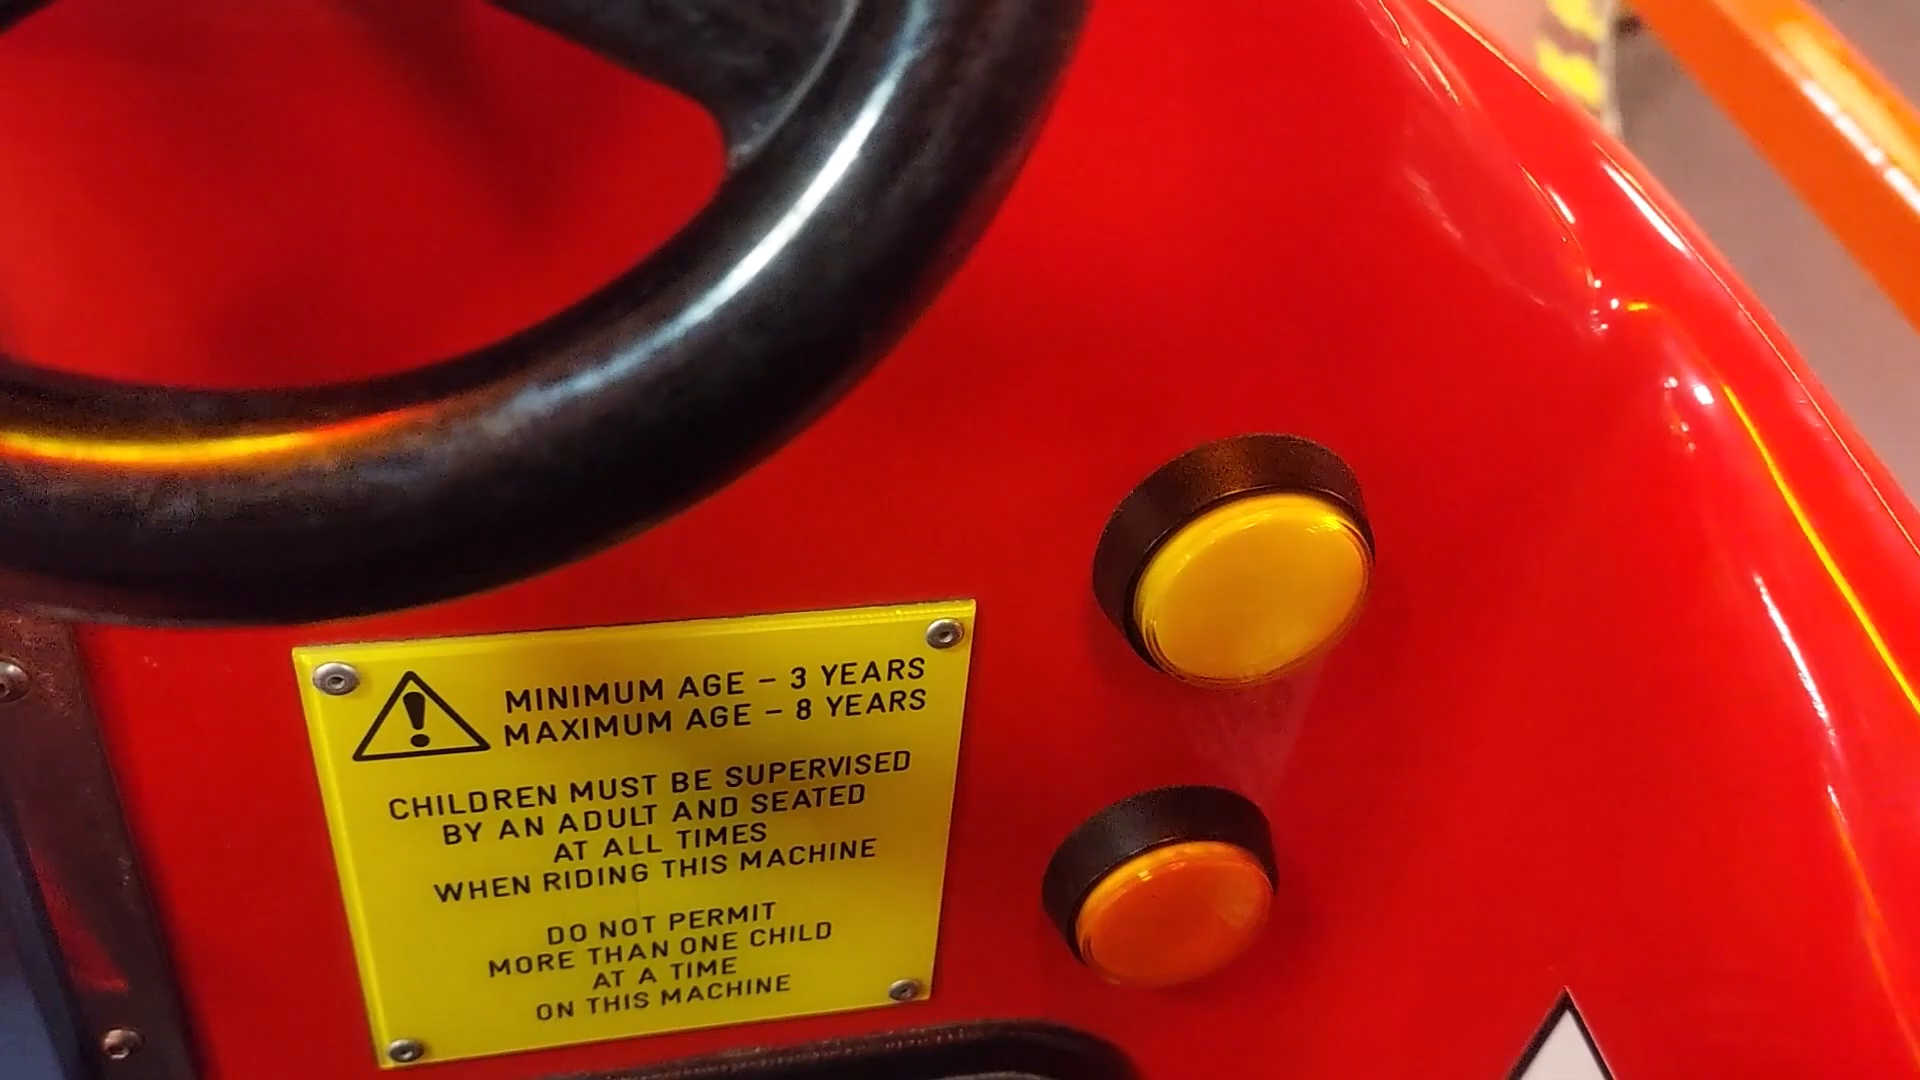 MINIMUM AGE – 3 YEARS
MAXIMUM AGE – 8 YEARS
CHILDREN MUST BE SUPERVISED
BY AN ADULT AND SEATED
AT ALL TIMES
WHEN RIDING THIS MACHINE
DO NOT PERMIT
MORE THAN ONE CHILD
AT A TIME
ON THIS MACHINE